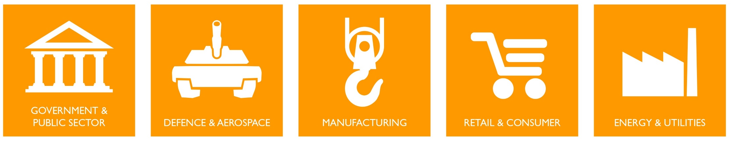 GOVERNMENT &
PUBLIC SECTOR
DEFENCE & AEROSPACE
MANUFACTURING
RETAIL & CONSUMER
ENERGY & UTILITIES